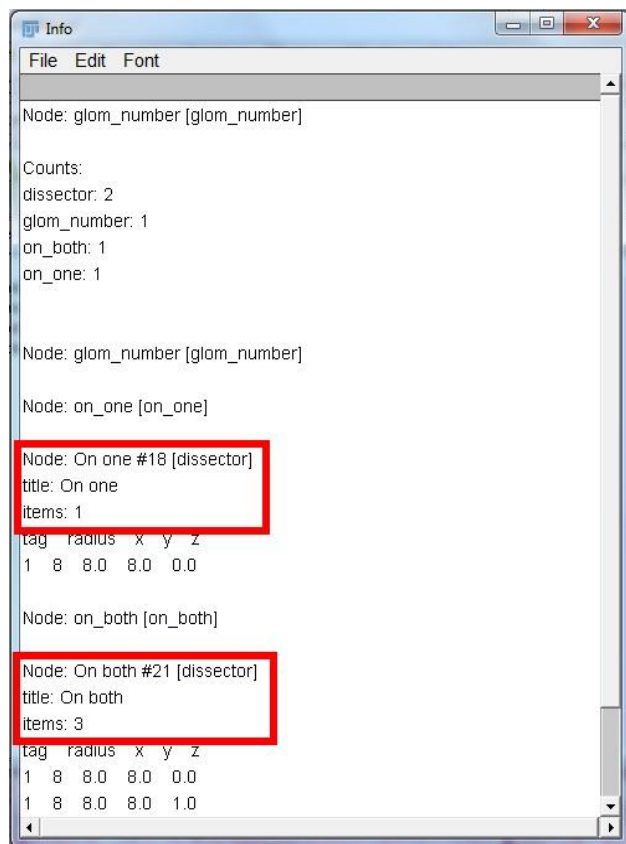 Info
File Edit Font
Node: glom_number [glom_number]
Counts:
dissector: 2
glom_number: 1
on_both: 1
on_one: 1
Node: glom_number [glom_number]
Node: on_one [on_one]
Node: On one #18 [dissector]
title: On one
items: 1
tag radius x y z
1 8 8.0 8.0 0.0
Node: on_both [on_both]
Node: On both #21 [dissector]
title: On both
items: 3
tag radius x y z
1 8 8.0 8.0 0.0
1 8 8.0 8.0 1.0